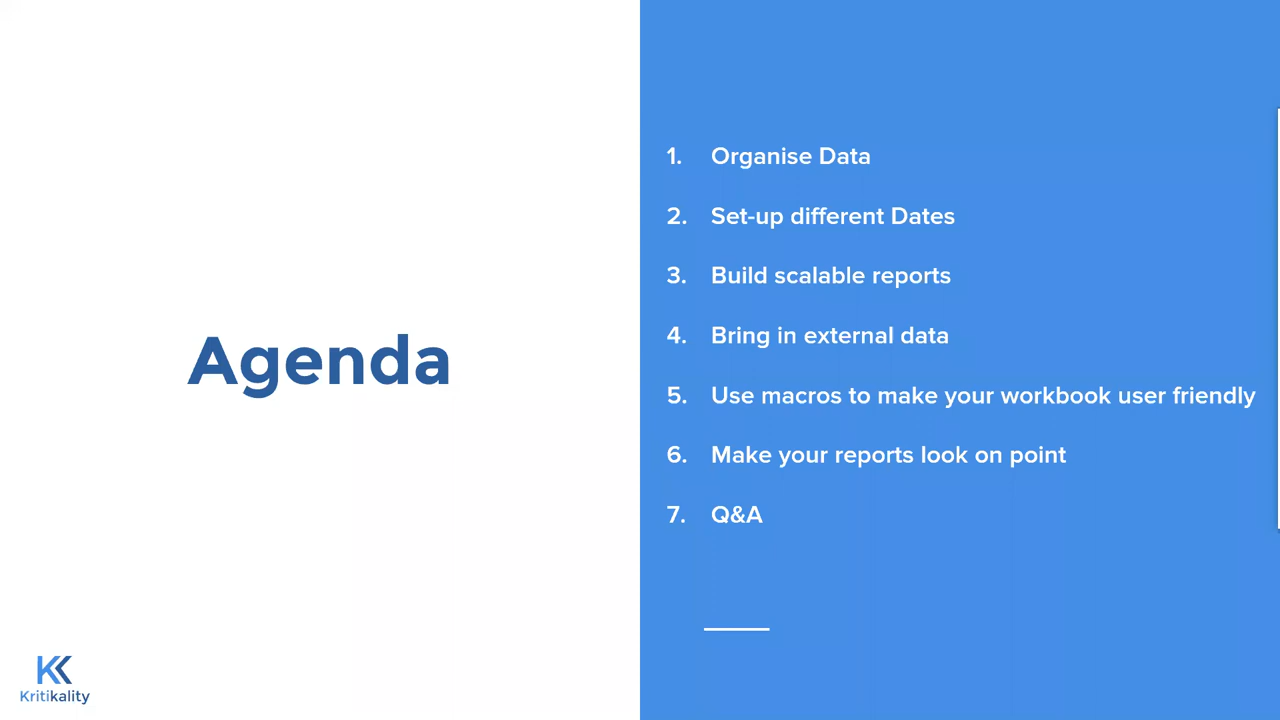 Agenda
1. Organise Data
2. Set-up different Dates
3. Build scalable reports
4. Bring in external data
5. Use macros to make your workbook user friendly
6. Make your reports look on point
7. Q&A
Kritikality